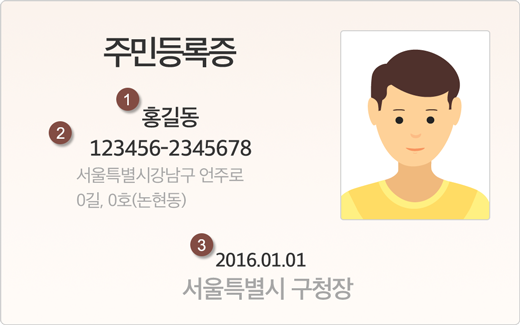 주민등록증
1
홍길동
2
123456-2345678
서울특별시강남구 언주로
0길, 0호(논현동)
3
2016.01.01
서울특별시 구청장